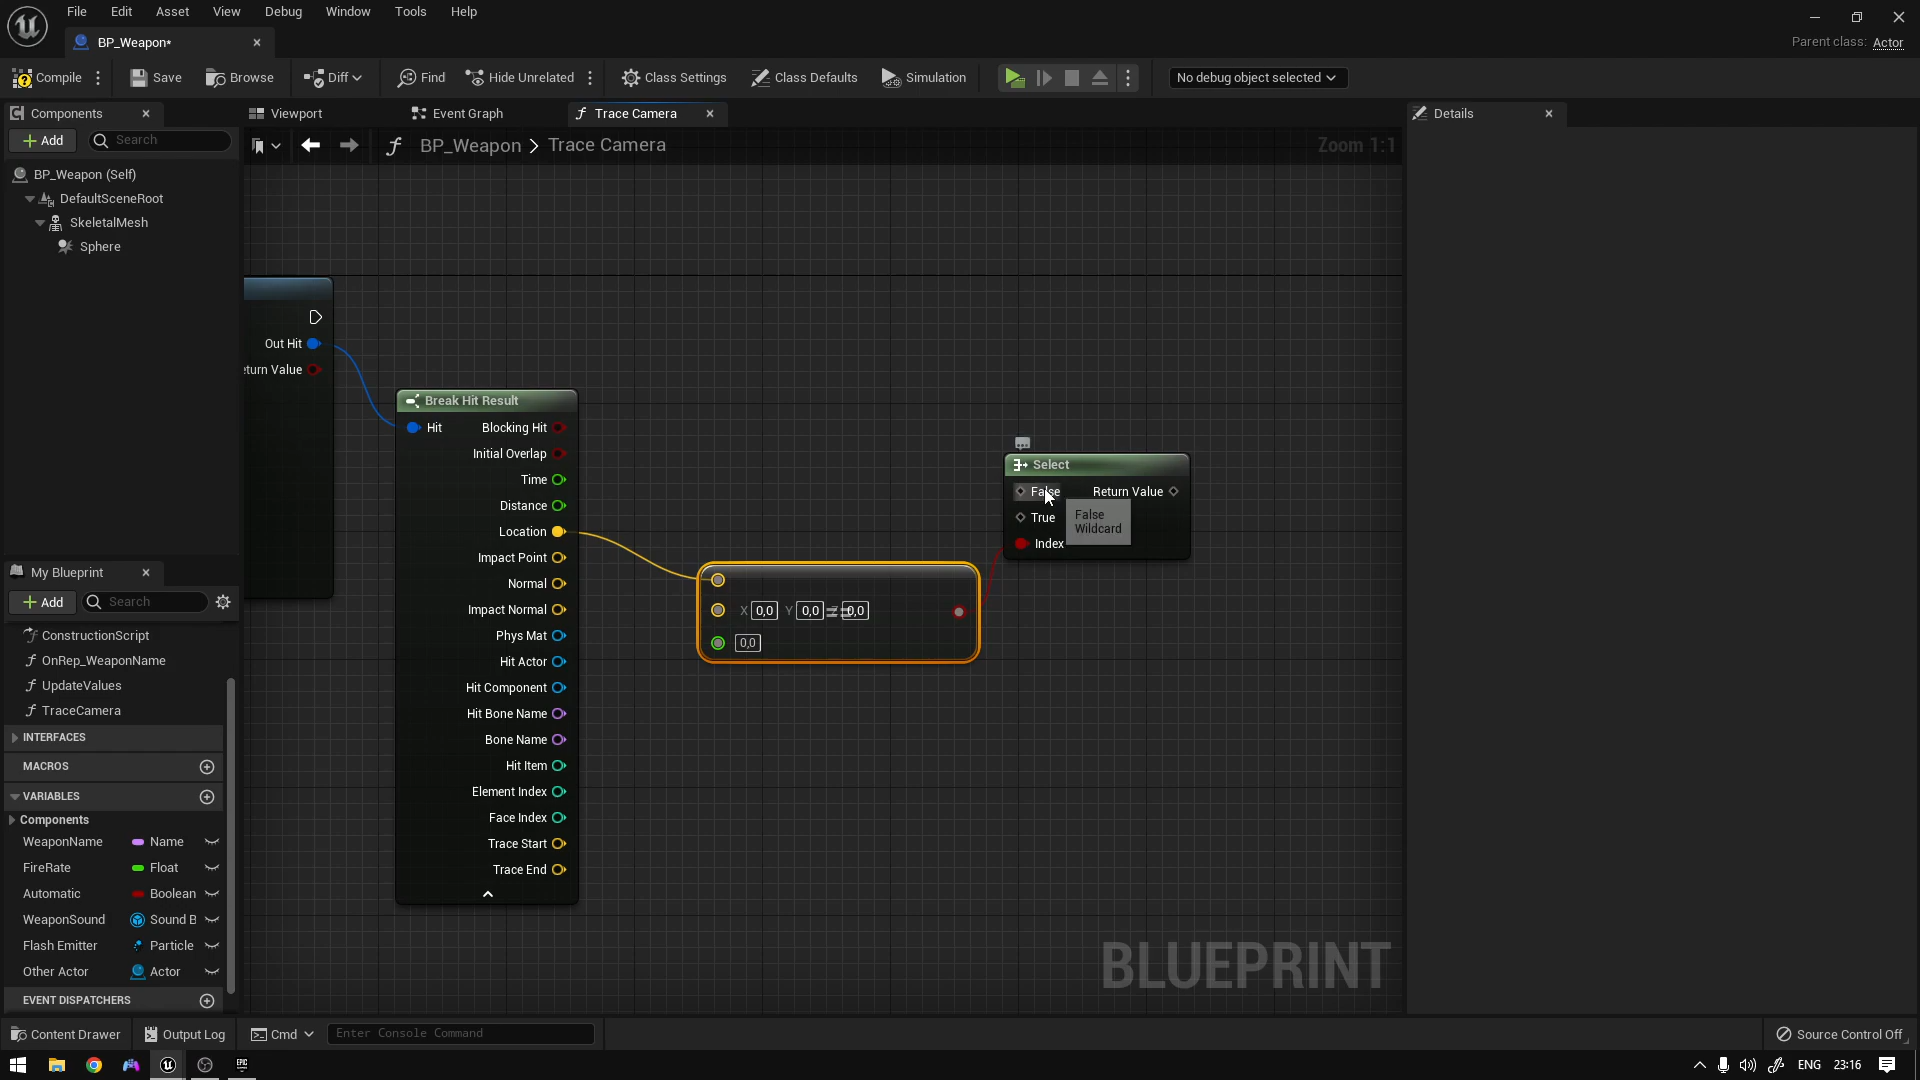 File Edit Asset View Debug Window Tools Help
BP_Weapon*
Parent class: Actor
Compile Save Browse Diff Find Hide Unrelated Class Settings Class Defaults Simulation No debug object selected
Components
Viewport
Event Graph
Trace Camera
Details
Add
Search
BP_Weapon > Trace Camera
Zoom 1:1
BP_Weapon (Self)
DefaultSceneRoot
SkeletalMesh
Sphere
Out Hit
eturn Value
Break Hit Result
Hit Blocking Hit
Initial Overlap
Time
Distance
Location
Impact Point
Normal
Impact Normal
Phys Mat
Hit Actor
Hit Component
Hit Bone Name
Bone Name
Hit Item
Element Index
Face Index
Trace Start
Trace End
X 0,0 Y 0,0 Z 0,0
==
0,0
Select
False Return Value
True
Index
False
Wildcard
My Blueprint
Add
Search
ConstructionScript
OnRep_WeaponName
UpdateValues
TraceCamera
INTERFACES
MACROS
VARIABLES
Components
WeaponName Name
FireRate Float
Automatic Boolean
WeaponSound Sound B
Flash Emitter Particle
Other Actor Actor
EVENT DISPATCHERS
BLUEPRINT
Content Drawer Output Log Cmd Enter Console Command
Source Control Off
EPIC
ENG 23:16